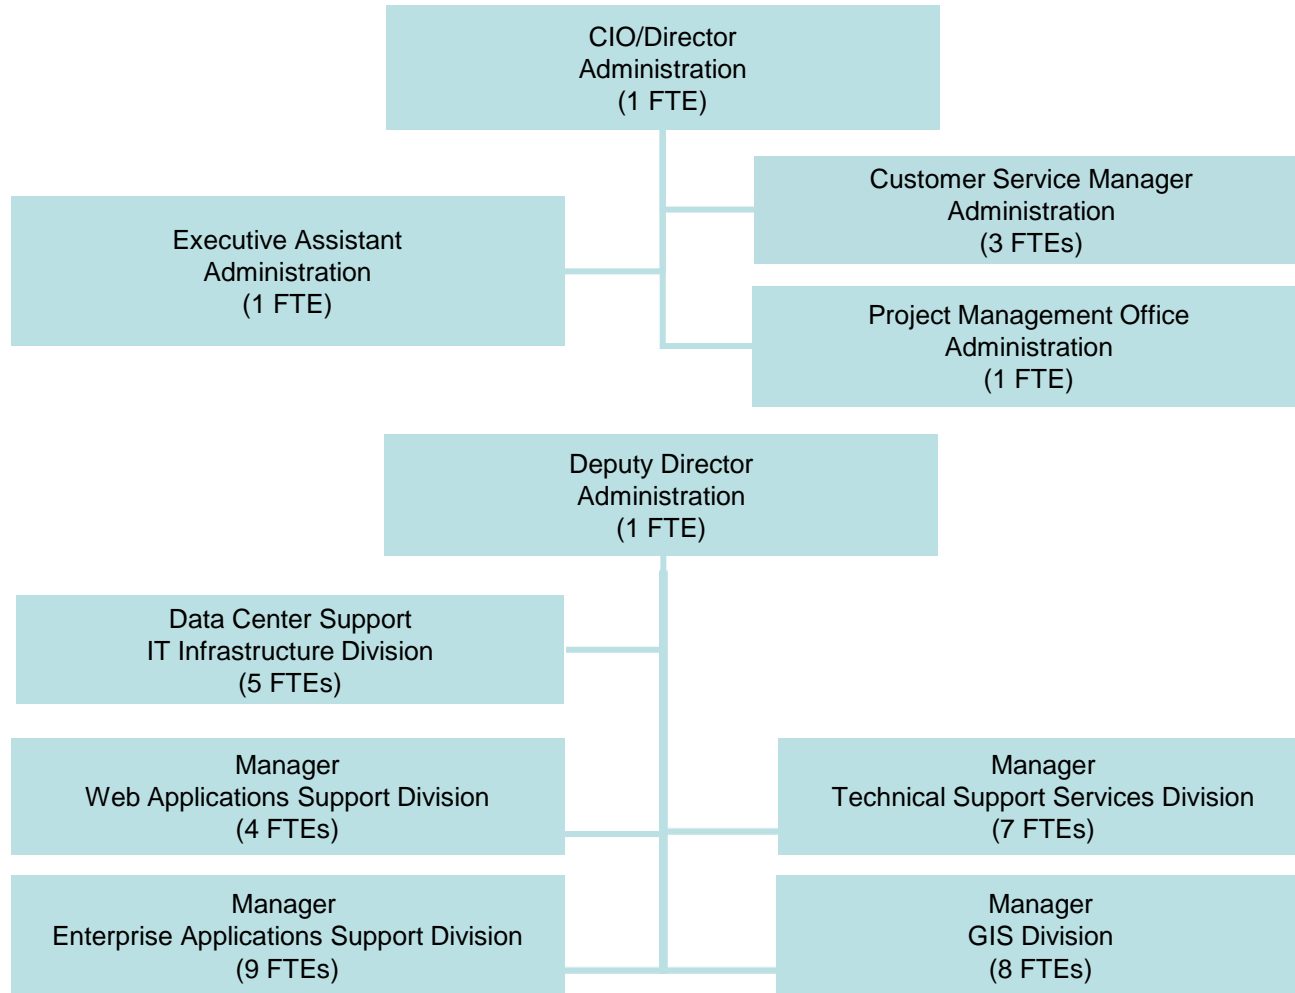 CIO/Director
Administration
(1 FTE)
Customer Service Manager
Administration
(3 FTEs)
Executive Assistant
Administration
(1 FTE)
Project Management Office
Administration
(1 FTE)
Deputy Director
Administration
(1 FTE)
Data Center Support
IT Infrastructure Division
(5 FTEs)
Manager
Web Applications Support Division
(4 FTEs)
Manager
Technical Support Services Division
(7 FTEs)
Manager
Enterprise Applications Support Division
(9 FTEs)
Manager
GIS Division
(8 FTEs)